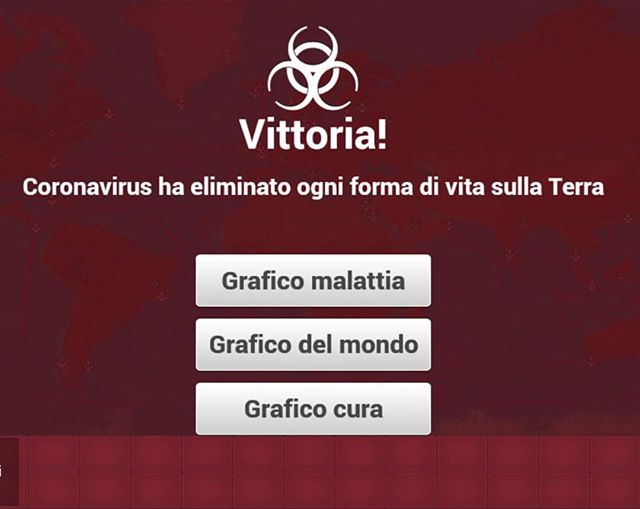 Vittoria!
Coronavirus ha eliminato ogni forma di vita sulla Terra
Grafico malattia
Grafico del mondo
Grafico cura
i